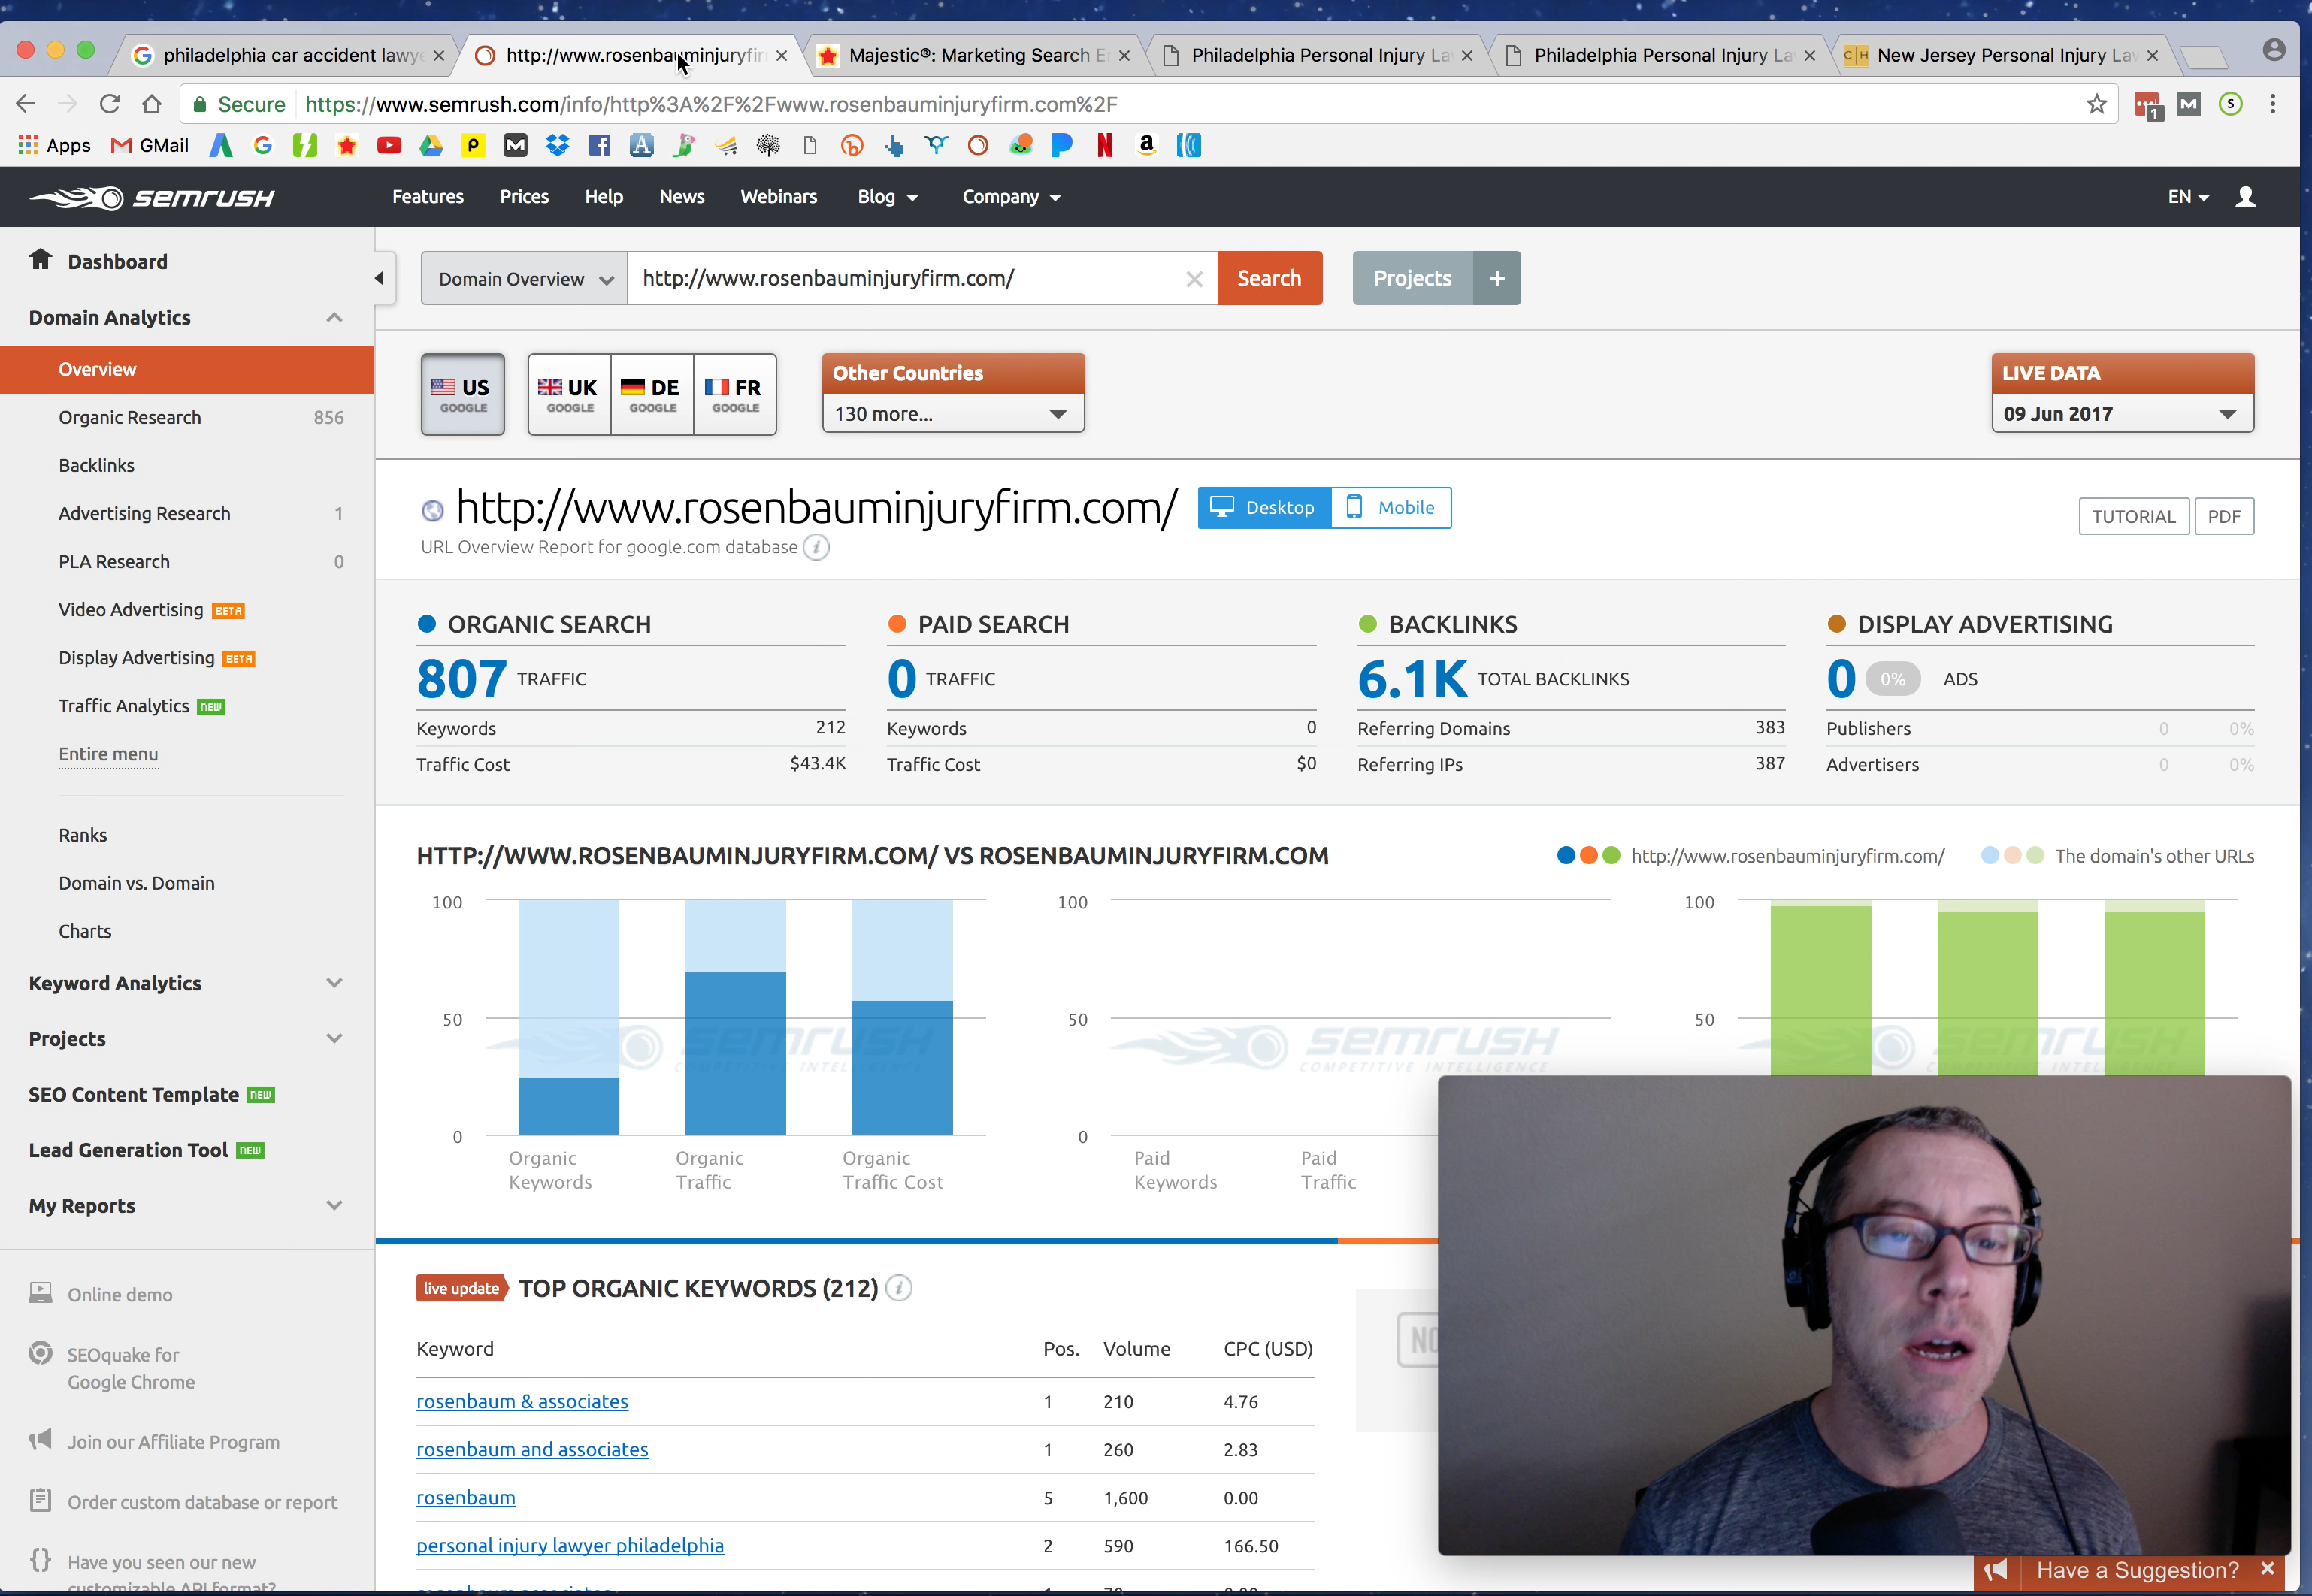 philadelphia car accident lawye
http://www.rosenbauminjuryfir
Majestic®: Marketing Search E
Philadelphia Personal Injury La
Philadelphia Personal Injury La
C|H New Jersey Personal Injury Law
Secure https://www.semrush.com/info/http%3A%2F%2Fwww.rosenbauminjuryfirm.com%2F
Apps GMail
SEMRUSH
Features Prices Help News Webinars Blog Company EN
Dashboard
Domain Analytics
Overview
Organic Research 856
Backlinks
Advertising Research 1
PLA Research 0
Video Advertising BETA
Display Advertising BETA
Traffic Analytics NEW
Entire menu
Ranks
Domain vs. Domain
Charts
Keyword Analytics
Projects
SEO Content Template NEW
Lead Generation Tool NEW
My Reports
Online demo
SEOquake for
Google Chrome
Join our Affiliate Program
Order custom database or report
Have you seen our new
customizable API format?
Domain Overview http://www.rosenbauminjuryfirm.com/ Search Projects +
US GOOGLE
UK GOOGLE
DE GOOGLE
FR GOOGLE
Other Countries
130 more...
LIVE DATA
09 Jun 2017
http://www.rosenbauminjuryfirm.com/ Desktop Mobile
TUTORIAL PDF
URL Overview Report for google.com database
ORGANIC SEARCH
807 TRAFFIC
Keywords 212
Traffic Cost $43.4K
PAID SEARCH
0 TRAFFIC
Keywords 0
Traffic Cost $0
BACKLINKS
6.1K TOTAL BACKLINKS
Referring Domains 383
Referring IPs 387
DISPLAY ADVERTISING
0 0% ADS
Publishers 0 0%
Advertisers 0 0%
HTTP://WWW.ROSENBAUMINJURYFIRM.COM/ VS ROSENBAUMINJURYFIRM.COM
http://www.rosenbauminjuryfirm.com/ The domain's other URLs
100
50
0
Organic
Keywords
Organic
Traffic
Organic
Traffic Cost
SEMRUSH
COMPETITIVE INTELLIGENCE
100
50
0
Paid
Keywords
Paid
Traffic
SEMRUSH
COMPETITIVE INTELLIGENCE
100
50
SEMRUSH
live update TOP ORGANIC KEYWORDS (212)
Keyword Pos. Volume CPC (USD)
rosenbaum & associates 1 210 4.76
rosenbaum and associates 1 260 2.83
rosenbaum 5 1,600 0.00
personal injury lawyer philadelphia 2 590 166.50
NO
Have a Suggestion?